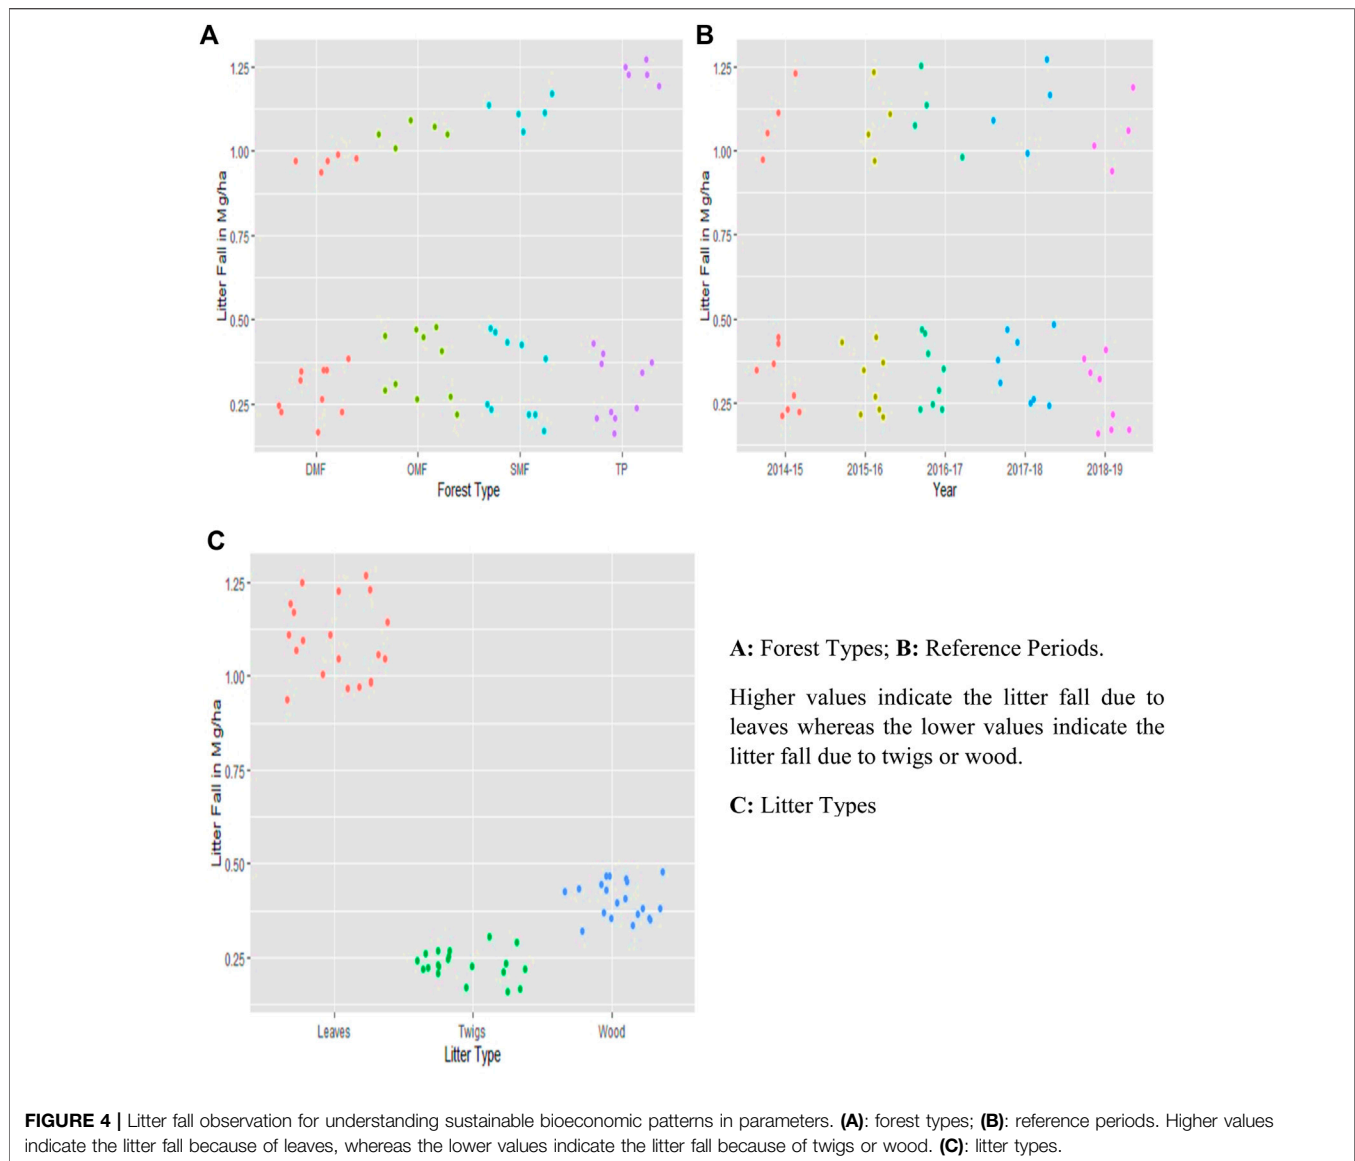 A
B
1.25
1.00
0.75
0.50
0.25
Litter Fall in Mg/ha
DMF OMF SMF TP
Forest Type
1.25
1.00
0.75
0.50
0.25
Litter Fall in Mg/ha
2014-15 2015-16 2016-17 2017-18 2018-19
Year
C
1.25
1.00
0.75
0.50
0.25
Litter Fall in Mg/ha
Leaves Twigs Wood
Litter Type
A: Forest Types; B: Reference Periods.
Higher values indicate the litter fall due to
leaves whereas the lower values indicate the
litter fall due to twigs or wood.
C: Litter Types
FIGURE 4 | Litter fall observation for understanding sustainable bioeconomic patterns in parameters. (A): forest types; (B): reference periods. Higher values
indicate the litter fall because of leaves, whereas the lower values indicate the litter fall because of twigs or wood. (C): litter types.